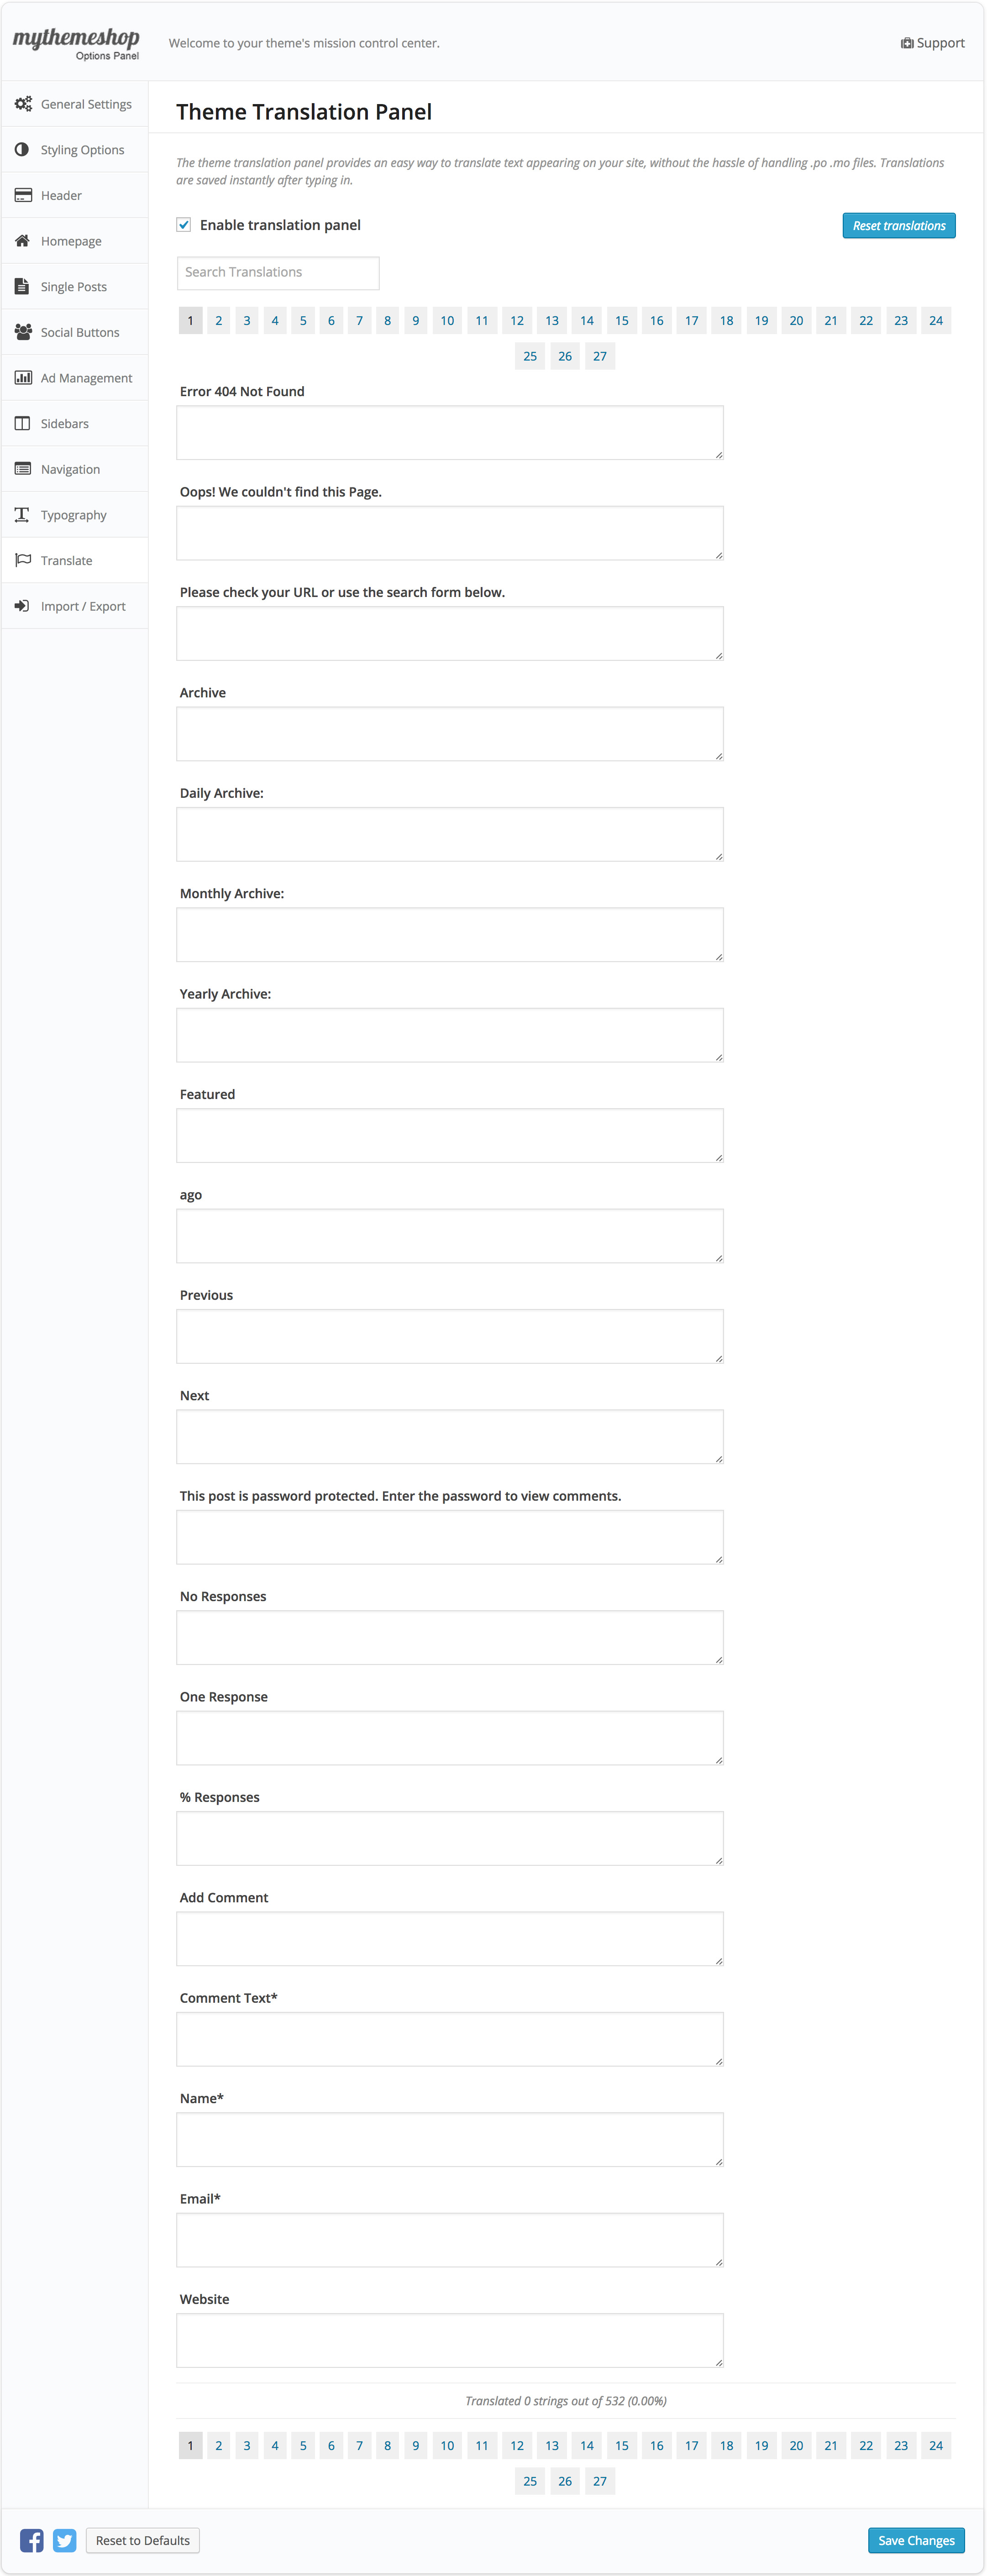 mythemeshop
Options Panel
Welcome to your theme's mission control center.
Support
General Settings
Styling Options
Header
Homepage
Single Posts
Social Buttons
Ad Management
Sidebars
Navigation
Typography
Translate
Import / Export
Theme Translation Panel
The theme translation panel provides an easy way to translate text appearing on your site, without the hassle of handling .po .mo files. Translations
are saved instantly after typing in.
Enable translation panel
Reset translations
Search Translations
1 2 3 4 5 6 7 8 9 10 11 12 13 14 15 16 17 18 19 20 21 22 23 24
25 26 27
Error 404 Not Found
Oops! We couldn't find this Page.
Please check your URL or use the search form below.
Archive
Daily Archive:
Monthly Archive:
Yearly Archive:
Featured
ago
Previous
Next
This post is password protected. Enter the password to view comments.
No Responses
One Response
% Responses
Add Comment
Comment Text*
Name*
Email*
Website
Translated 0 strings out of 532 (0.00%)
1 2 3 4 5 6 7 8 9 10 11 12 13 14 15 16 17 18 19 20 21 22 23 24
25 26 27
Reset to Defaults
Save Changes